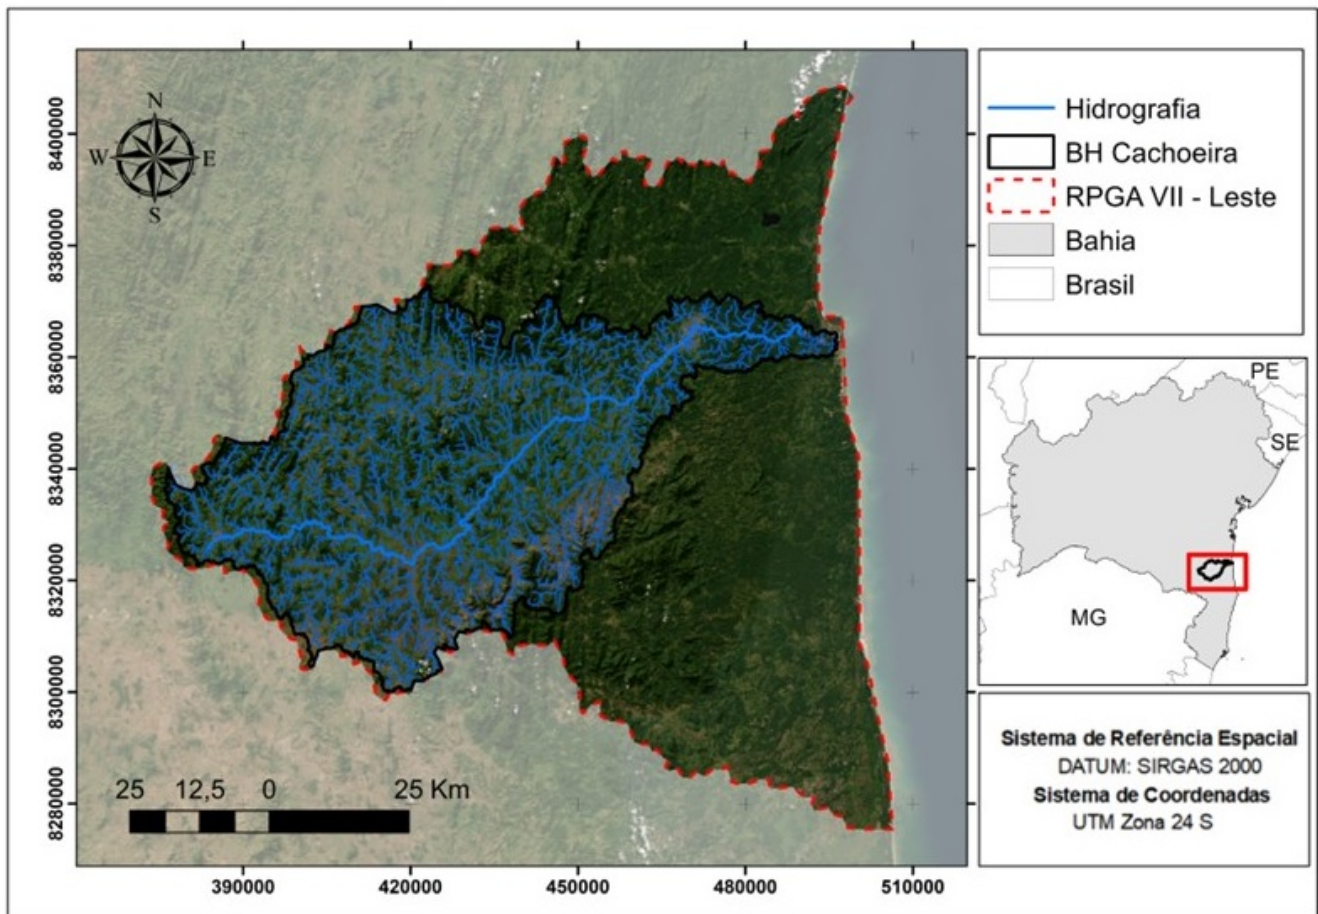 N
W E
S
8400000
8380000
8360000
8340000
8320000
8300000
8280000
25 12,5 0 25 Km
390000 420000 450000 480000 510000
Hidrografia
BH Cachoeira
RPGA VII - Leste
Bahia
Brasil
PE
SE
MG
Sistema de Referência Espacial
DATUM: SIRGAS 2000
Sistema de Coordenadas
UTM Zona 24 S